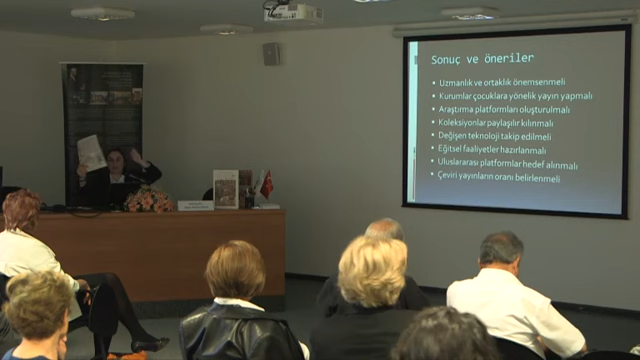 Sonuç ve öneriler
Uzmanlık ve ortaklık önemsenmeli
Kurumlar çocuklara yönelik yayın yapmalı
Araştırma platformları oluşturulmalı
Koleksiyonlar paylaşılır kılınmalı
Değişen teknoloji takip edilmeli
Eğitsel faaliyetler hazırlanmalı
Uluslararası platformlar hedef alınmalı
Çeviri yayınların oranı belirlenmeli